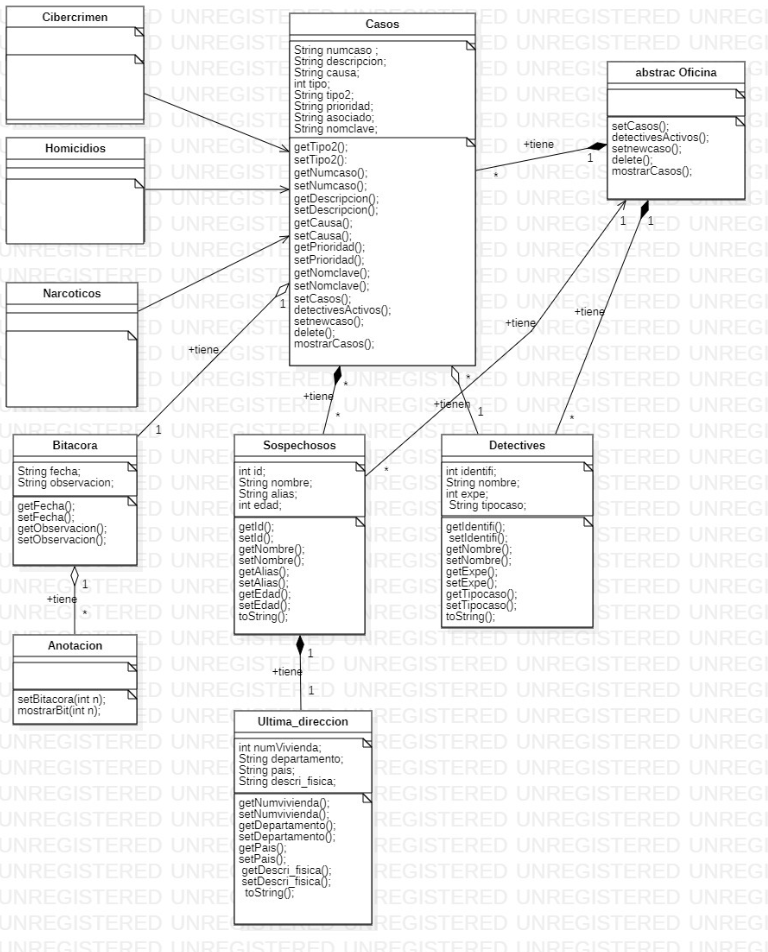 Cibercrimen
Homicidios
Narcoticos
Casos
String numcaso ;
String descripcion;
String causa;
int tipo;
String tipo2;
String prioridad;
String asociado;
String nomclave;
getTipo2();
setTipo2():
getNumcaso();
setNumcaso();
getDescripcion();
setDescripcion();
getCausa();
setCausa();
getPrioridad();
setPrioridad();
getNomclave();
setNomclave();
setCasos();
detectivesActivos();
setnewcaso();
delete();
mostrarCasos();
abstrac Oficina
setCasos();
detectivesActivos();
setnewcaso();
delete();
mostrarCasos();
+tiene
1
*
1
1
+tiene
+tiene
*
*
1
+tiene
1
+tiene
*
*
+tienen
*
1
Bitacora
String fecha;
String observacion;
getFecha();
setFecha();
getObservacion();
setObservacion();
1
+tiene
*
Anotacion
setBitacora(int n);
mostrarBit(int n);
Sospechosos
int id;
String nombre;
String alias;
int edad;
getId();
setId();
getNombre();
setNombre();
getAlias();
setAlias();
getEdad();
setEdad();
toString();
1
+tiene
1
Detectives
int identifi;
String nombre;
int expe;
String tipocaso;
getIdentifi();
setIdentifi();
getNombre();
setNombre();
getExpe();
setExpe();
getTipocaso();
setTipocaso();
toString();
Ultima_direccion
int numVivienda;
String departamento;
String pais;
String descri_fisica;
getNumvivienda();
setNumvivienda();
getDepartamento();
setDepartamento();
getPais();
setPais();
getDescri_fisica();
setDescri_fisica();
toString();
UNREGISTERED